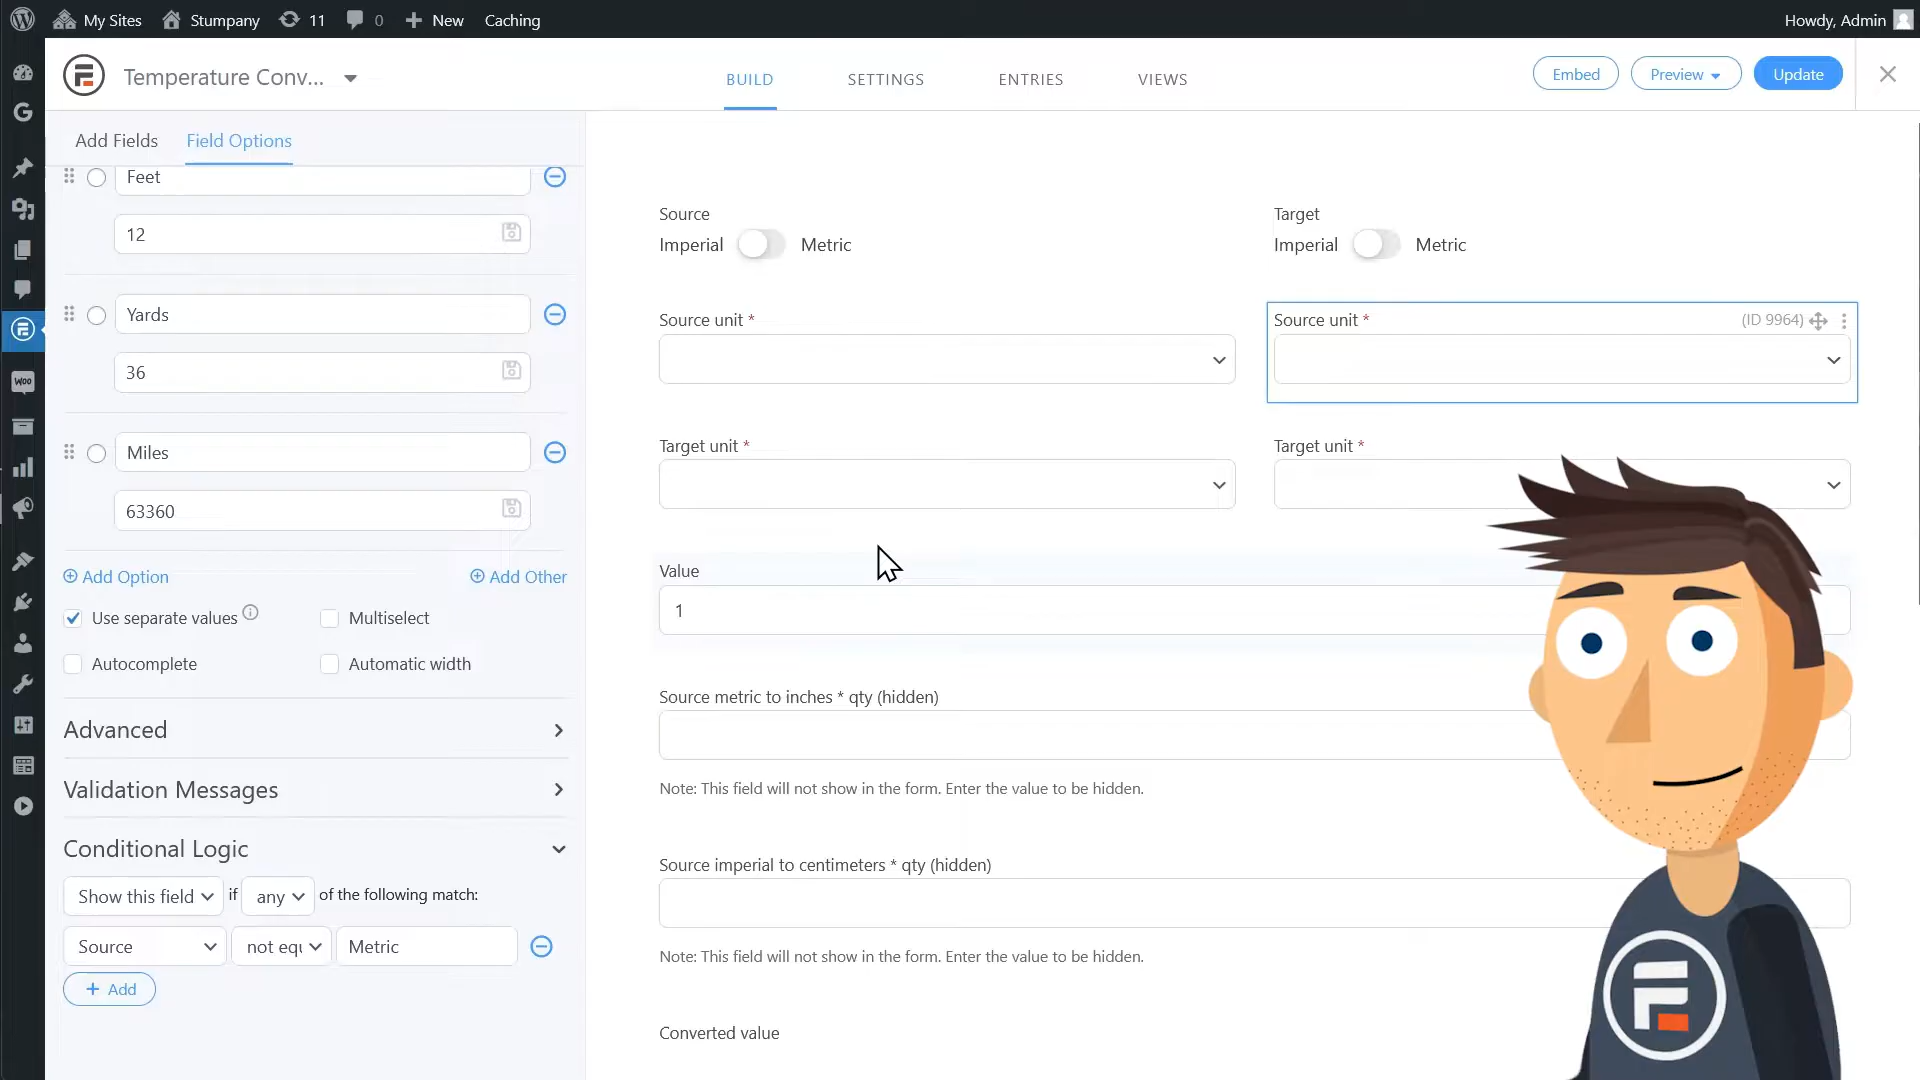 My Sites Stumpany 11 0 New Caching Howdy, Admin
Temperature Conv... BUILD SETTINGS ENTRIES VIEWS Embed Preview Update
Add Fields Field Options
Feet
12
Yards
36
Miles
63360
Add Option Add Other
Use separate values Multiselect
Autocomplete Automatic width
Advanced
Validation Messages
Conditional Logic
Show this field if any of the following match:
Source not equ Metric
+ Add
Source
Imperial Metric
Target
Imperial Metric
Source unit *
Source unit * (ID 9964)
Target unit *
Target unit *
Value
1
Source metric to inches * qty (hidden)
Note: This field will not show in the form. Enter the value to be hidden.
Source imperial to centimeters * qty (hidden)
Note: This field will not show in the form. Enter the value to be hidden.
Converted value